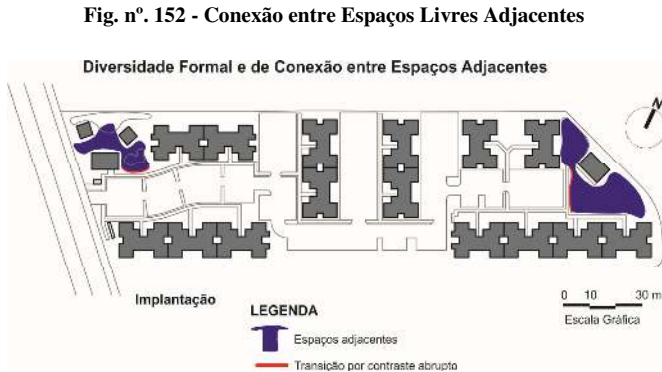 Fig. nº. 152 - Conexão entre Espaços Livres Adjacentes
Diversidade Formal e de Conexão entre Espaços Adjacentes
N
Implantação
LEGENDA
Espaços adjacentes
Transição por contraste abrupto
0 10 30 m
Escala Gráfica